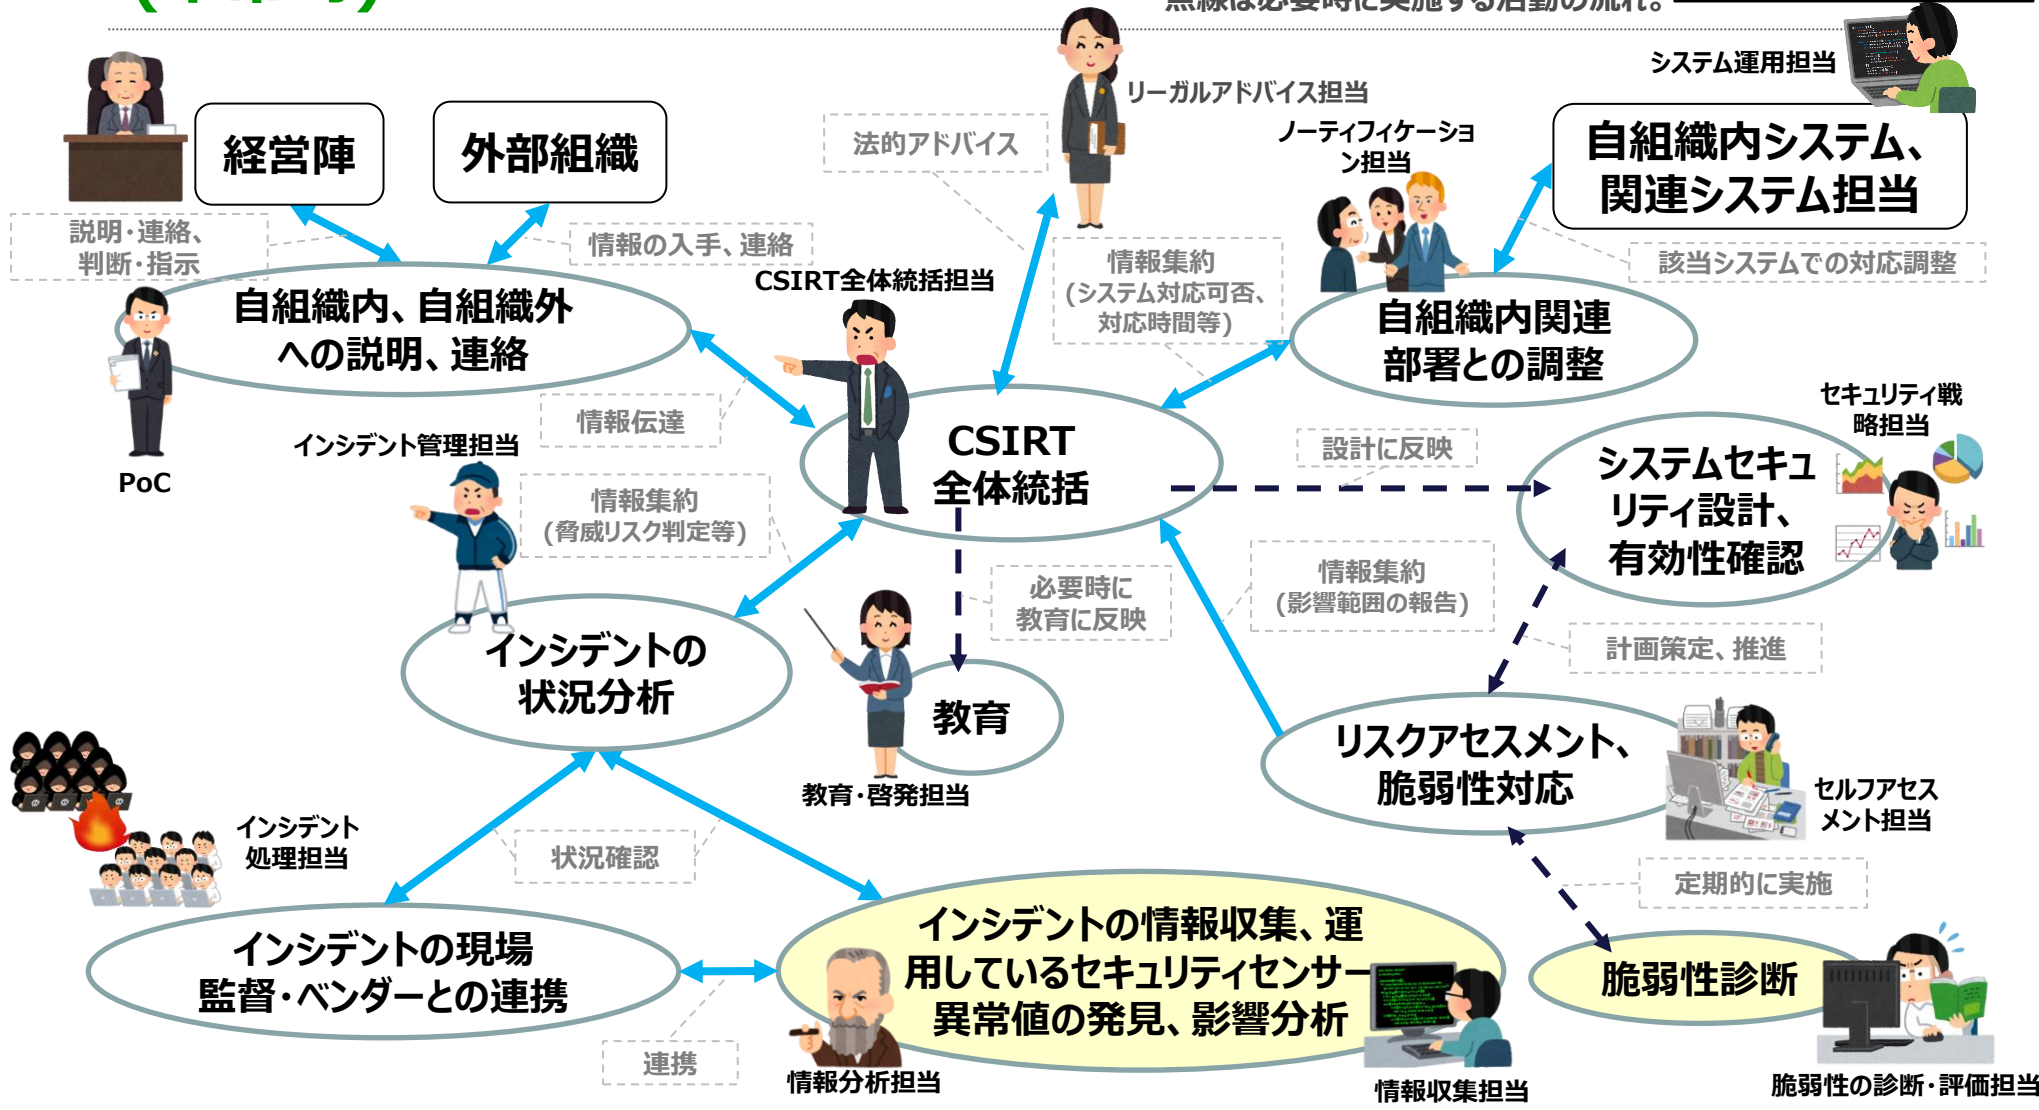 点線は必要時に実施する活動の流れ。
システム運用担当
リーガルアドバイス担当
経営陣
外部組織
法的アドバイス
ノーティフィケーショ
ン担当
自組織内システム、
関連システム担当
説明・連絡、
判断・指示
情報の入手、連絡
CSIRT全体統括担当
情報集約
(システム対応可否、
対応時間等)
該当システムでの対応調整
自組織内、自組織外
への説明、連絡
自組織内関連
部署との調整
PoC
情報伝達
インシデント管理担当
CSIRT
全体統括
設計に反映
セキュリティ戦
略担当
システムセキュ
リティ設計、
有効性確認
情報集約
(脅威リスク判定等)
必要時に
教育に反映
情報集約
(影響範囲の報告)
計画策定、推進
インシデントの
状況分析
教育
教育・啓発担当
リスクアセスメント、
脆弱性対応
セルフアセス
メント担当
インシデント
処理担当
状況確認
定期的に実施
インシデントの現場
監督・ベンダーとの連携
インシデントの情報収集、運
用しているセキュリティセンサー
異常値の発見、影響分析
脆弱性診断
連携
情報分析担当
情報収集担当
脆弱性の診断・評価担当